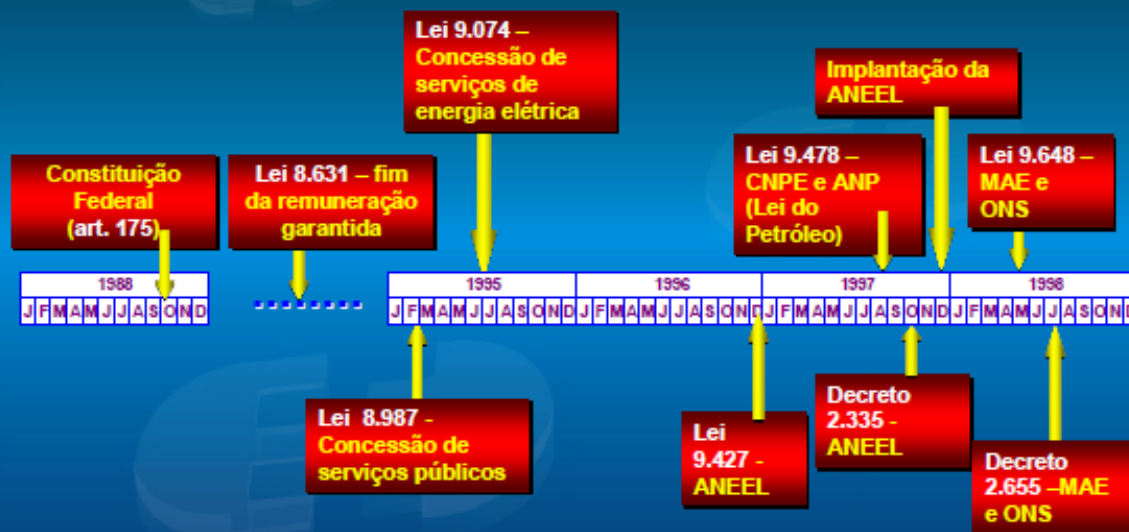 Lei 9.074 –
Concessão de
serviços de
energia elétrica
Implantação da
ANEEL
Constituição
Federal
(art. 175)
Lei 8.631 – fim
da remuneração
garantida
Lei 9.478 –
CNPE e ANP
(Lei do
Petróleo)
Lei 9.648 –
MAE e
ONS
1988
J F M A M J J A S O N D
1995
1996
1997
1998
J F M A M J J A S O N D J F M A M J J A S O N D J F M A M J J A S O N D J F M A M J J A S O N D
Lei 8.987 -
Concessão de
serviços públicos
Lei
9.427 -
ANEEL
Decreto
2.335 -
ANEEL
Decreto
2.655 –MAE
e ONS